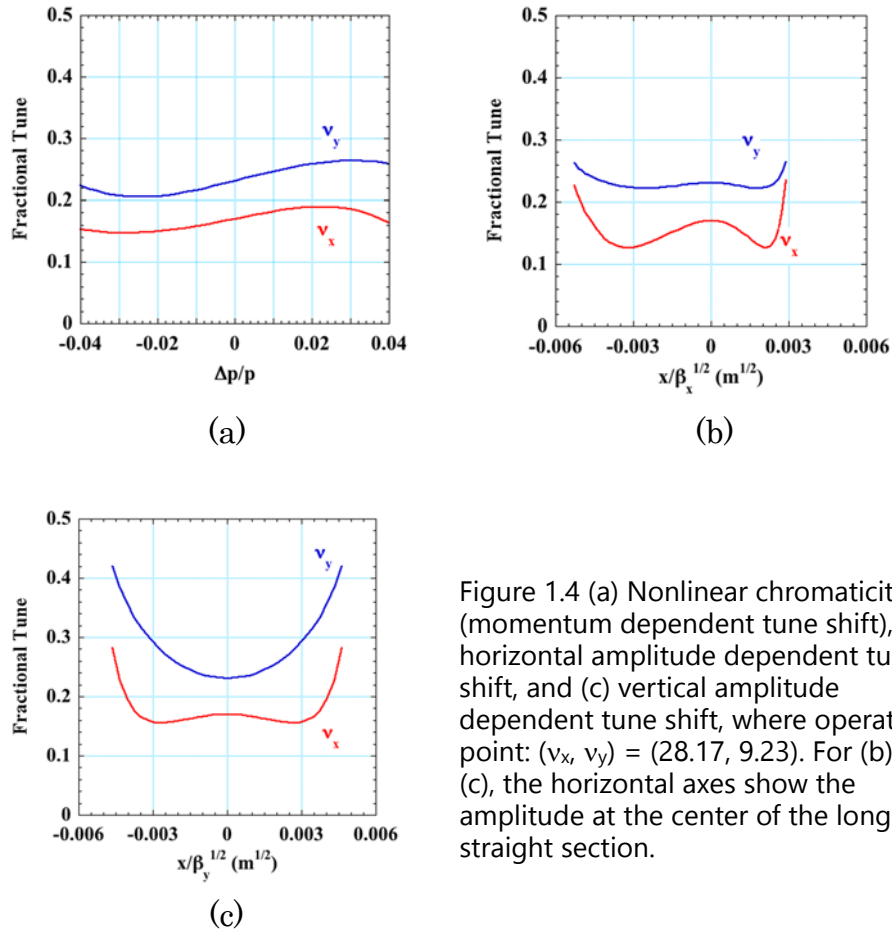 0.5
0.4
0.3
0.2
0.1
0
Fractional Tune
νy
νx
-0.04 -0.02 0 0.02 0.04
Δp/p
(a)
0.5
0.4
0.3
0.2
0.1
0
Fractional Tune
νy
νx
-0.006 -0.003 0 0.003 0.006
x/βx^1/2 (m^1/2)
(b)
0.5
0.4
0.3
0.2
0.1
0
Fractional Tune
νy
νx
-0.006 -0.003 0 0.003 0.006
x/βy^1/2 (m^1/2)
(c)
Figure 1.4 (a) Nonlinear chromaticit
(momentum dependent tune shift),
horizontal amplitude dependent tu
shift, and (c) vertical amplitude
dependent tune shift, where operat
point: (νx, νy) = (28.17, 9.23). For (b)
(c), the horizontal axes show the
amplitude at the center of the long
straight section.